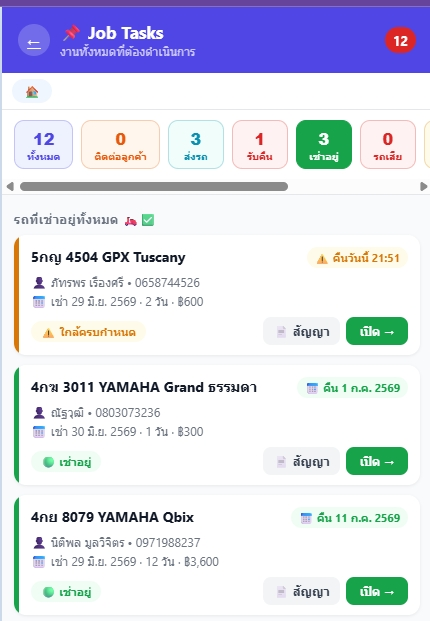 ←
📌 Job Tasks
งานทั้งหมดที่ต้องดำเนินการ
12
12 ทั้งหมด
0 ติดต่อลูกค้า
3 ส่งรถ
1 รับคืน
3 เช่าอยู่
0 รถเสีย
รถที่เช่าอยู่ทั้งหมด 🛵 ✅
5กญ 4504 GPX Tuscany
⚠️ คืนวันนี้ 21:51
ภัทรพร เรืองศรี • 0658744526
เช่า 29 มิ.ย. 2569 · 2 วัน · ฿600
⚠️ ใกล้ครบกำหนด
สัญญา
เปิด →
4กฆ 3011 YAMAHA Grand ธรรมดา
คืน 1 ก.ค. 2569
ณัฐวุฒิ • 0803073236
เช่า 30 มิ.ย. 2569 · 1 วัน · ฿300
เช่าอยู่
สัญญา
เปิด →
4กย 8079 YAMAHA Qbix
คืน 11 ก.ค. 2569
นิติพล มูลวิจิตร • 0971988237
เช่า 29 มิ.ย. 2569 · 12 วัน · ฿3,600
เช่าอยู่
สัญญา
เปิด →